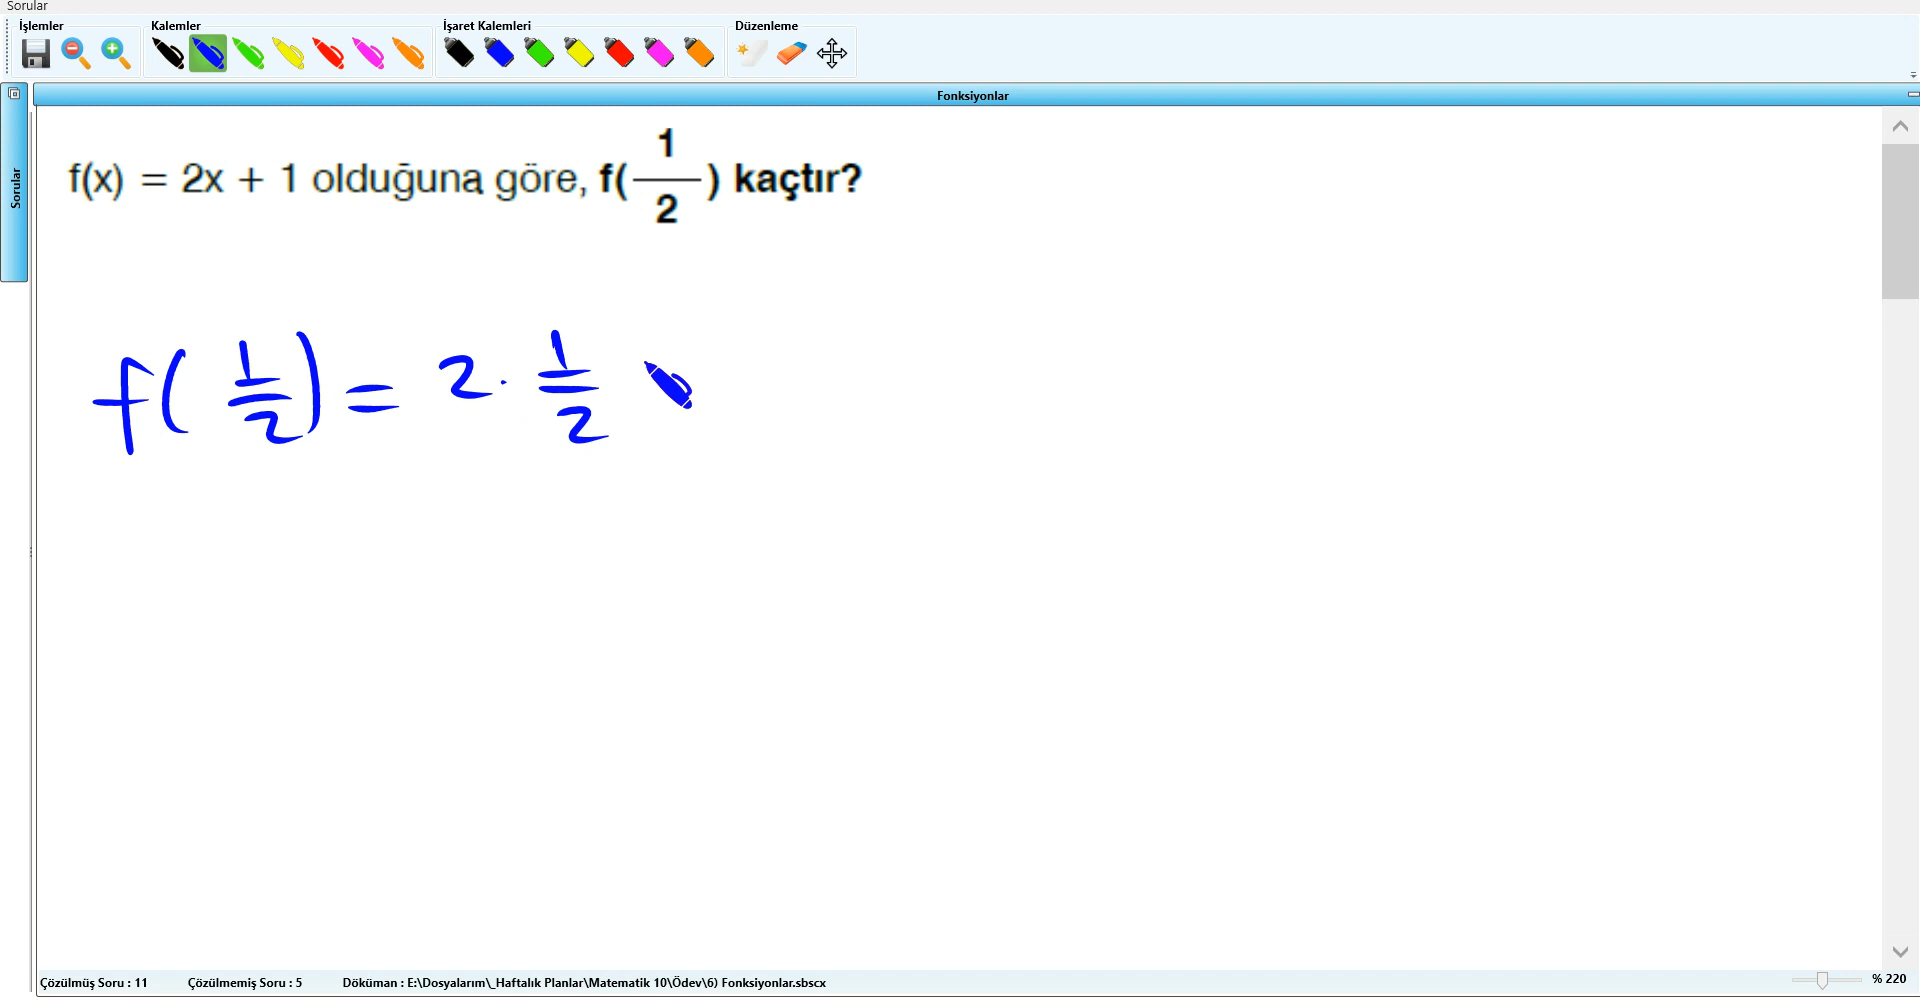 Sorular
İşlemler Kalemler İşaret Kalemleri Düzenleme
Fonksiyonlar
Sorular
f(x) = 2x + 1 olduğuna göre, f(1/2) kaçtır?
f(1/2) = 2 · 1/2
Çözülmüş Soru : 11 Çözülmemiş Soru : 5 Döküman : E:\Dosyalarım\_Haftalık Planlar\Matematik 10\Ödev\6) Fonksiyonlar.sbscx % 220